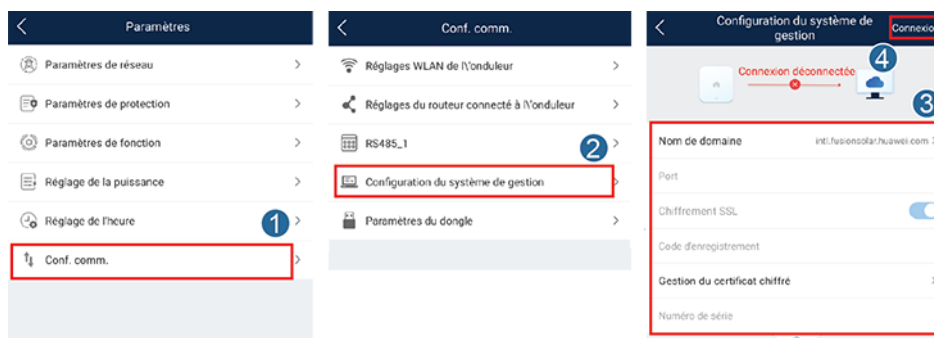 Paramètres
Paramètres de réseau
Paramètres de protection
Paramètres de fonction
Réglage de la puissance
Réglage de l'heure
1
Conf. comm.
Conf. comm.
Réglages WLAN de l\'onduleur
Réglages du routeur connecté à l\'onduleur
RS485_1
2
Configuration du système de gestion
Paramètres du dongle
Configuration du système de
gestion
Connexio
4
Connexion déconnectée
3
Nom de domaine
intl.fusionsolar.huawei.com
Port
Chiffrement SSL
Code d'enregistrement
Gestion du certificat chiffré
Numéro de série